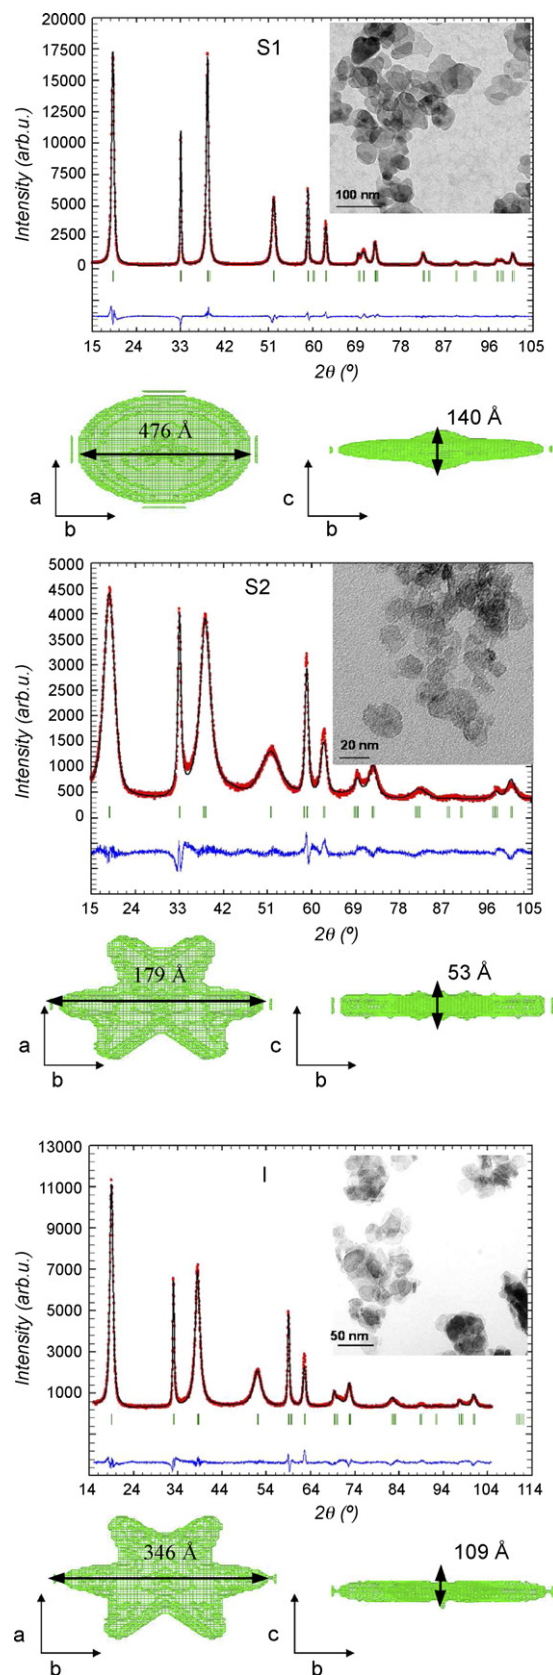 20000
17500
15000
12500
10000
7500
5000
2500
0
Intensity (arb.u.)
S1
100 nm
15 24 33 42 51 60 69 78 87 96 105
2θ (º)
476 Å
140 Å
a
b
c
b
5000
4500
4000
3500
3000
2500
2000
1500
1000
500
0
Intensity (arb.u.)
S2
20 nm
15 24 33 42 51 60 69 78 87 96 105
2θ (º)
179 Å
53 Å
a
b
c
b
13000
11000
9000
7000
5000
3000
1000
Intensity (arb.u.)
I
50 nm
14 24 34 44 54 64 74 84 94 104 114
2θ (º)
346 Å
109 Å
a
b
c
b